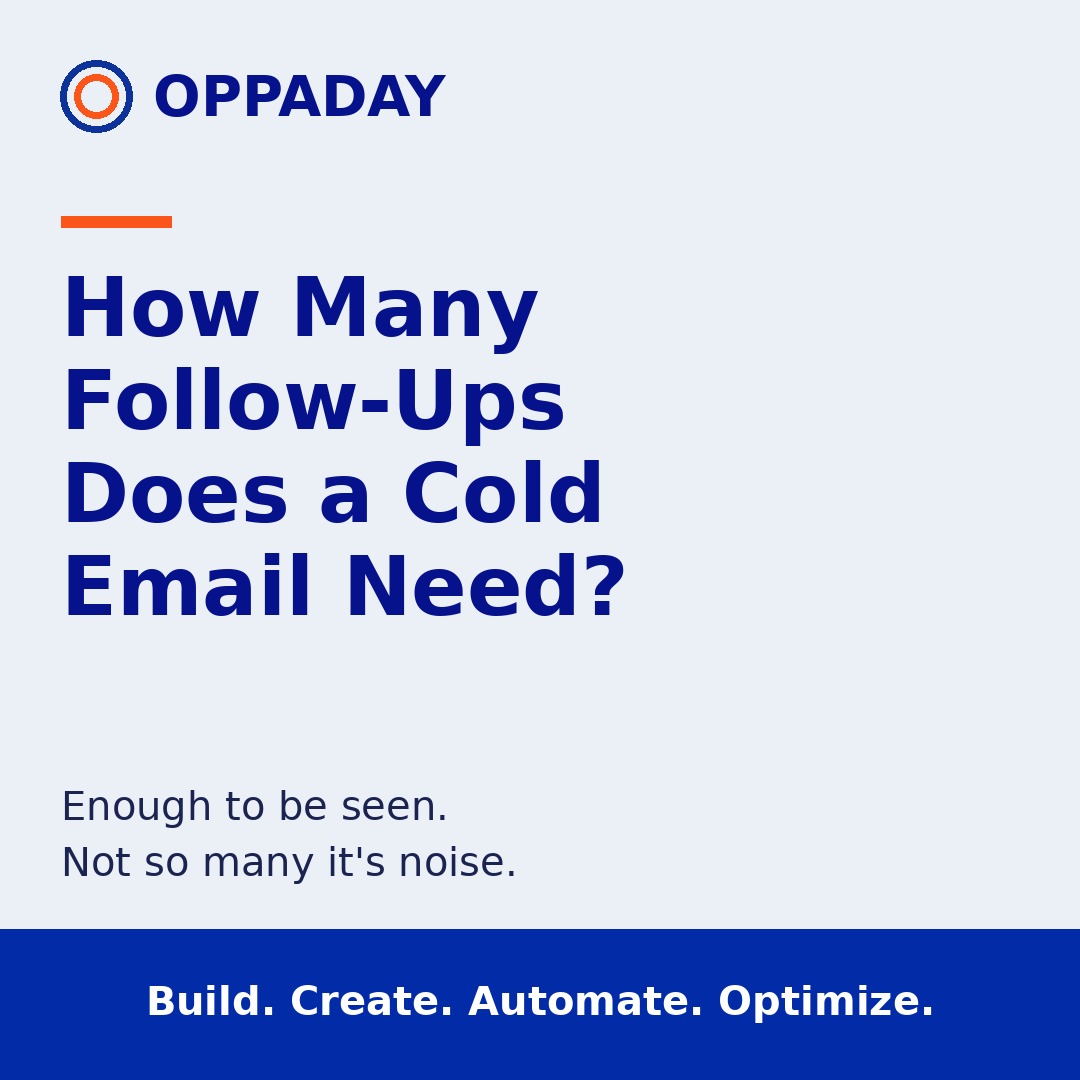 OPPADAY
How Many
Follow-Ups
Does a Cold
Email Need?
Enough to be seen.
Not so many it's noise.
Build. Create. Automate. Optimize.